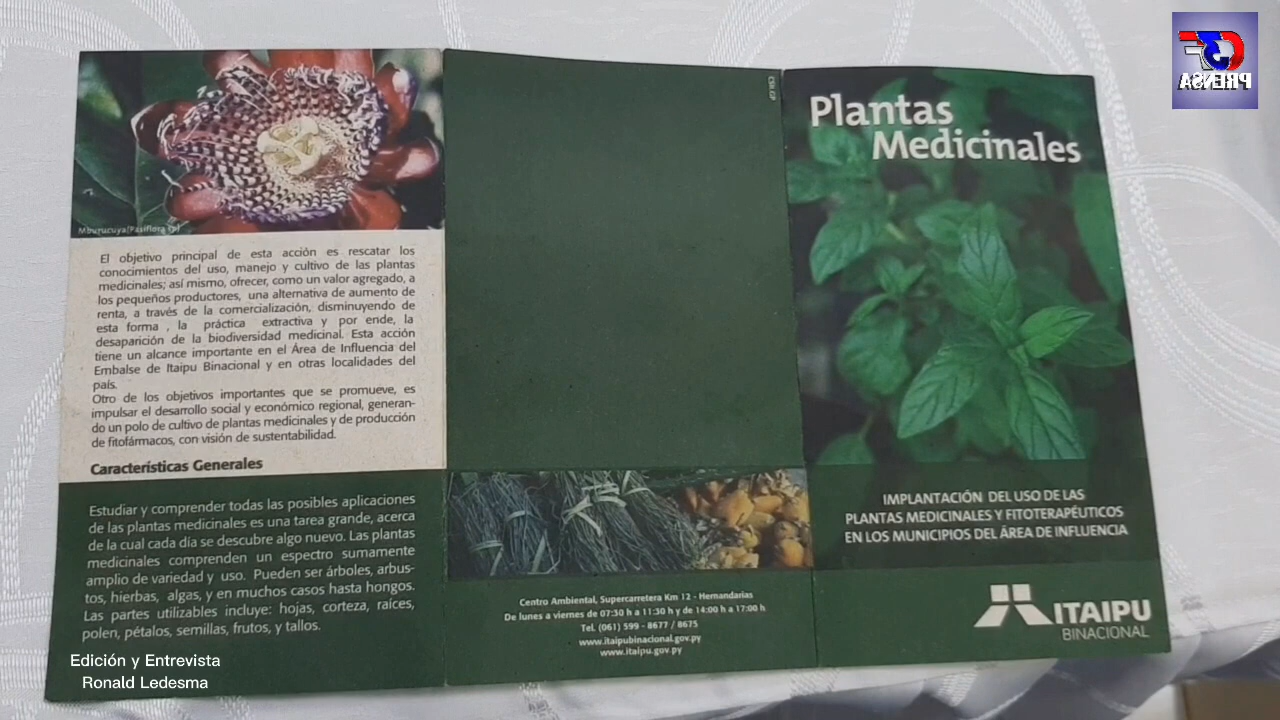 Mburucuya(Pasiflora sp)
El objetivo principal de esta acción es rescatar los
conocimientos del uso, manejo y cultivo de las plantas
medicinales; así mismo, ofrecer, como un valor agregado, a
los pequeños productores, una alternativa de aumento de
renta, a través de la comercialización, disminuyendo de
esta forma , la práctica extractiva y por ende, la
desaparición de la biodiversidad medicinal. Esta acción
tiene un alcance importante en el Área de Influencia del
Embalse de Itaipu Binacional y en otras localidades del
país.
Otro de los objetivos importantes que se promueve, es
impulsar el desarrollo social y económico regional, generan-
do un polo de cultivo de plantas medicinales y de producción
de fitofármacos, con visión de sustentabilidad.
Características Generales
Estudiar y comprender todas las posibles aplicaciones
de las plantas medicinales es una tarea grande, acerca
de la cual cada día se descubre algo nuevo. Las plantas
medicinales comprenden un espectro sumamente
amplio de variedad y uso. Pueden ser árboles, arbus-
tos, hierbas, algas, y en muchos casos hasta hongos.
Las partes utilizables incluye: hojas, corteza, raíces,
polen, pétalos, semillas, frutos, y tallos.
Centro Ambiental, Supercarretera Km 12 - Hernandarias
De lunes a viernes de 07:30 h a 11:30 h y de 14:00 h a 17:00 h
Tel. (061) 599 - 8677 / 8675
www.itaipubinacional.gov.py
www.itaipu.gov.py
Plantas
Medicinales
IMPLANTACIÓN DEL USO DE LAS
PLANTAS MEDICINALES Y FITOTERAPÉUTICOS
EN LOS MUNICIPIOS DEL ÁREA DE INFLUENCIA
ITAIPU
BINACIONAL
PRENSA
Edición y Entrevista
Ronald Ledesma